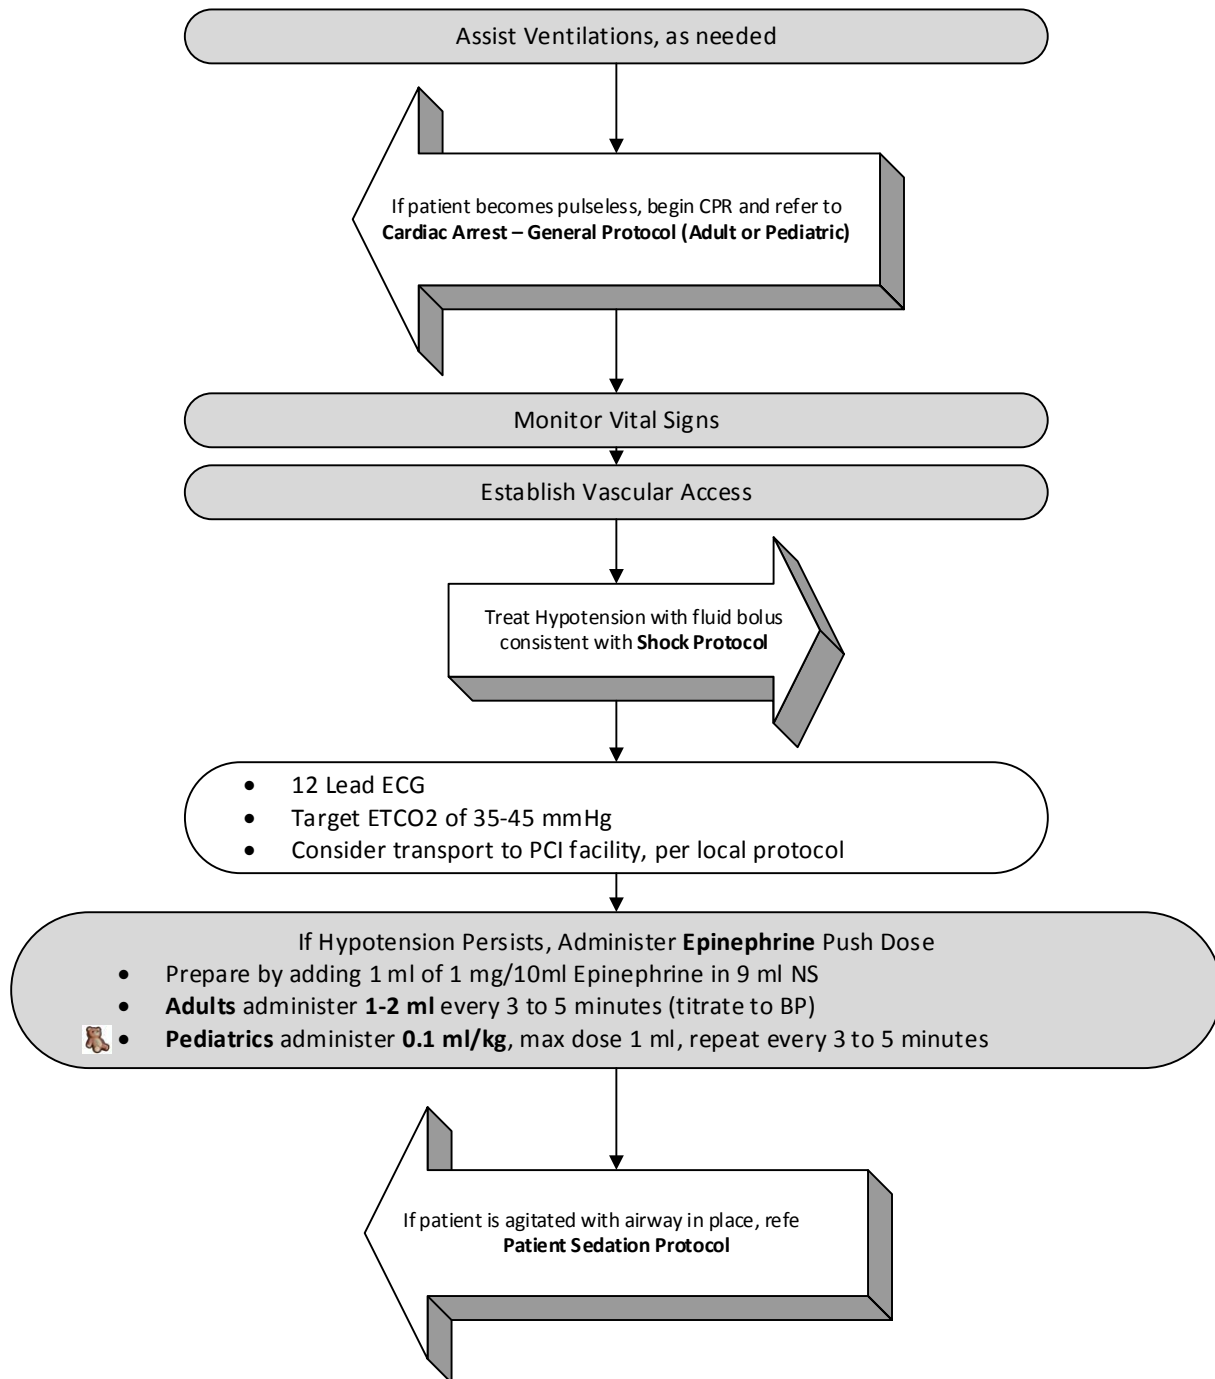 Assist Ventilations, as needed
If patient becomes pulseless, begin CPR and refer to
Cardiac Arrest – General Protocol (Adult or Pediatric)
Monitor Vital Signs
Establish Vascular Access
Treat Hypotension with fluid bolus
consistent with Shock Protocol
• 12 Lead ECG
• Target ETCO2 of 35-45 mmHg
• Consider transport to PCI facility, per local protocol
If Hypotension Persists, Administer Epinephrine Push Dose
• Prepare by adding 1 ml of 1 mg/10ml Epinephrine in 9 ml NS
• Adults administer 1-2 ml every 3 to 5 minutes (titrate to BP)
• Pediatrics administer 0.1 ml/kg, max dose 1 ml, repeat every 3 to 5 minutes
If patient is agitated with airway in place, refe
Patient Sedation Protocol